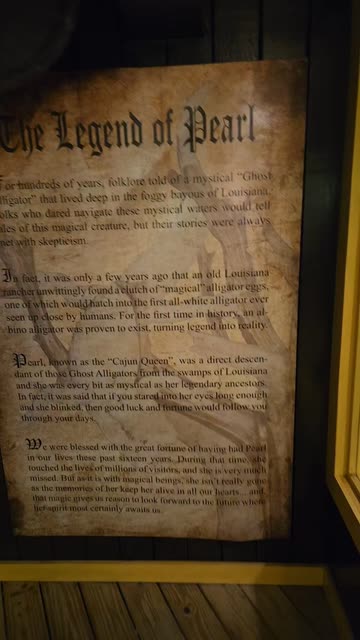 The Legend of Pearl
For hundreds of years, folklore told of a mystical “Ghost
Alligator” that lived deep in the foggy bayous of Louisiana.
Folks who dared navigate these mystical waters would tell
tales of this magical creature, but their stories were always
met with skepticism.
In fact, it was only a few years ago that an old Louisiana
rancher unwittingly found a clutch of “magical” alligator eggs,
one of which would hatch into the first all-white alligator ever
seen up close by humans. For the first time in history, an al-
bino alligator was proven to exist, turning legend into reality.
Pearl, known as the “Cajun Queen”, was a direct descen-
dant of those Ghost Alligators from the swamps of Louisiana
and she was every bit as mystical as her legendary ancestors.
In fact, it was said that if you stared into her eyes long enough
and she blinked, then good luck and fortune would follow you
through your days.
We were blessed with the great fortune of having had Pearl
in our lives these past sixteen years. During that time, she
touched the lives of millions of visitors, and she is very much
missed. But as it is with magical beings, she isn't really gone
as the memories of her keep her alive in all our hearts... and
that magic gives us reason to look forward to the future where
her spirit most certainly awaits us.